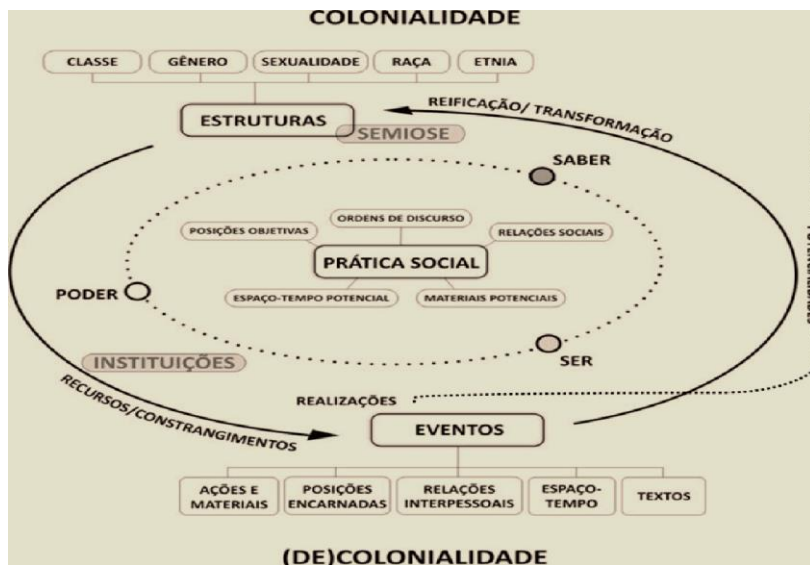 COLONIALIDADE
CLASSE
GÊNERO
SEXUALIDADE
RAÇA
ETNIA
REIFICAÇÃO/ TRANSFORMAÇÃO
ESTRUTURAS
SEMIOSE
SABER
ORDENS DE DISCURSO
POSIÇÕES OBJETIVAS
RELAÇÕES SOCIAIS
PRÁTICA SOCIAL
PODER
ESPAÇO-TEMPO POTENCIAL
MATERIAIS POTENCIAIS
SER
INSTITUIÇÕES
RECURSOS/CONSTRANGIMENTOS
REALIZAÇÕES
EVENTOS
AÇÕES E
MATERIAIS
POSIÇÕES
ENCARNADAS
RELAÇÕES
INTERPESSOAIS
ESPAÇO-
TEMPO
TEXTOS
(DE)COLONIALIDADE